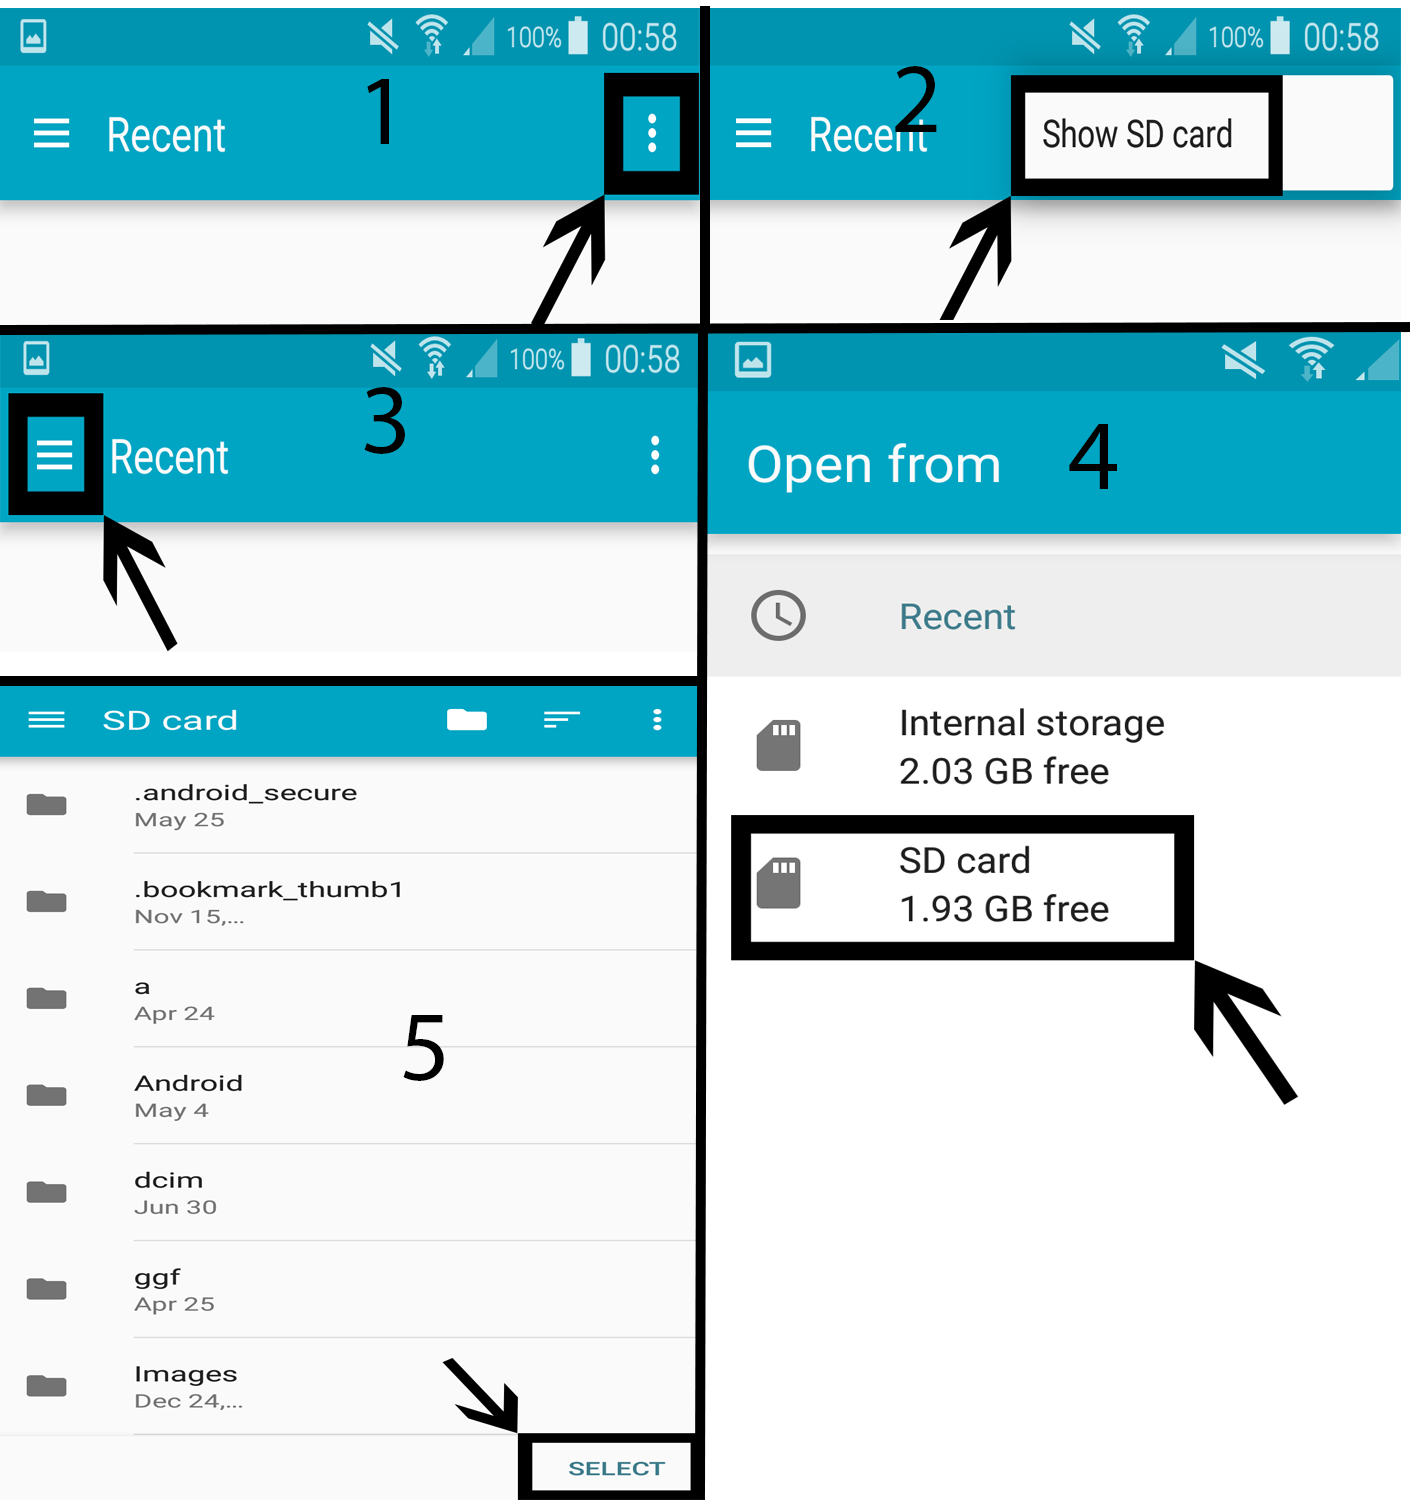 100% 00:58
1
Recent
100% 00:58
2
Recent
Show SD card
100% 00:58
3
Recent
Open from
4
Recent
Internal storage
2.03 GB free
SD card
1.93 GB free
SD card
.android_secure
May 25
.bookmark_thumb1
Nov 15,...
a
Apr 24
5
Android
May 4
dcim
Jun 30
ggf
Apr 25
Images
Dec 24,...
SELECT